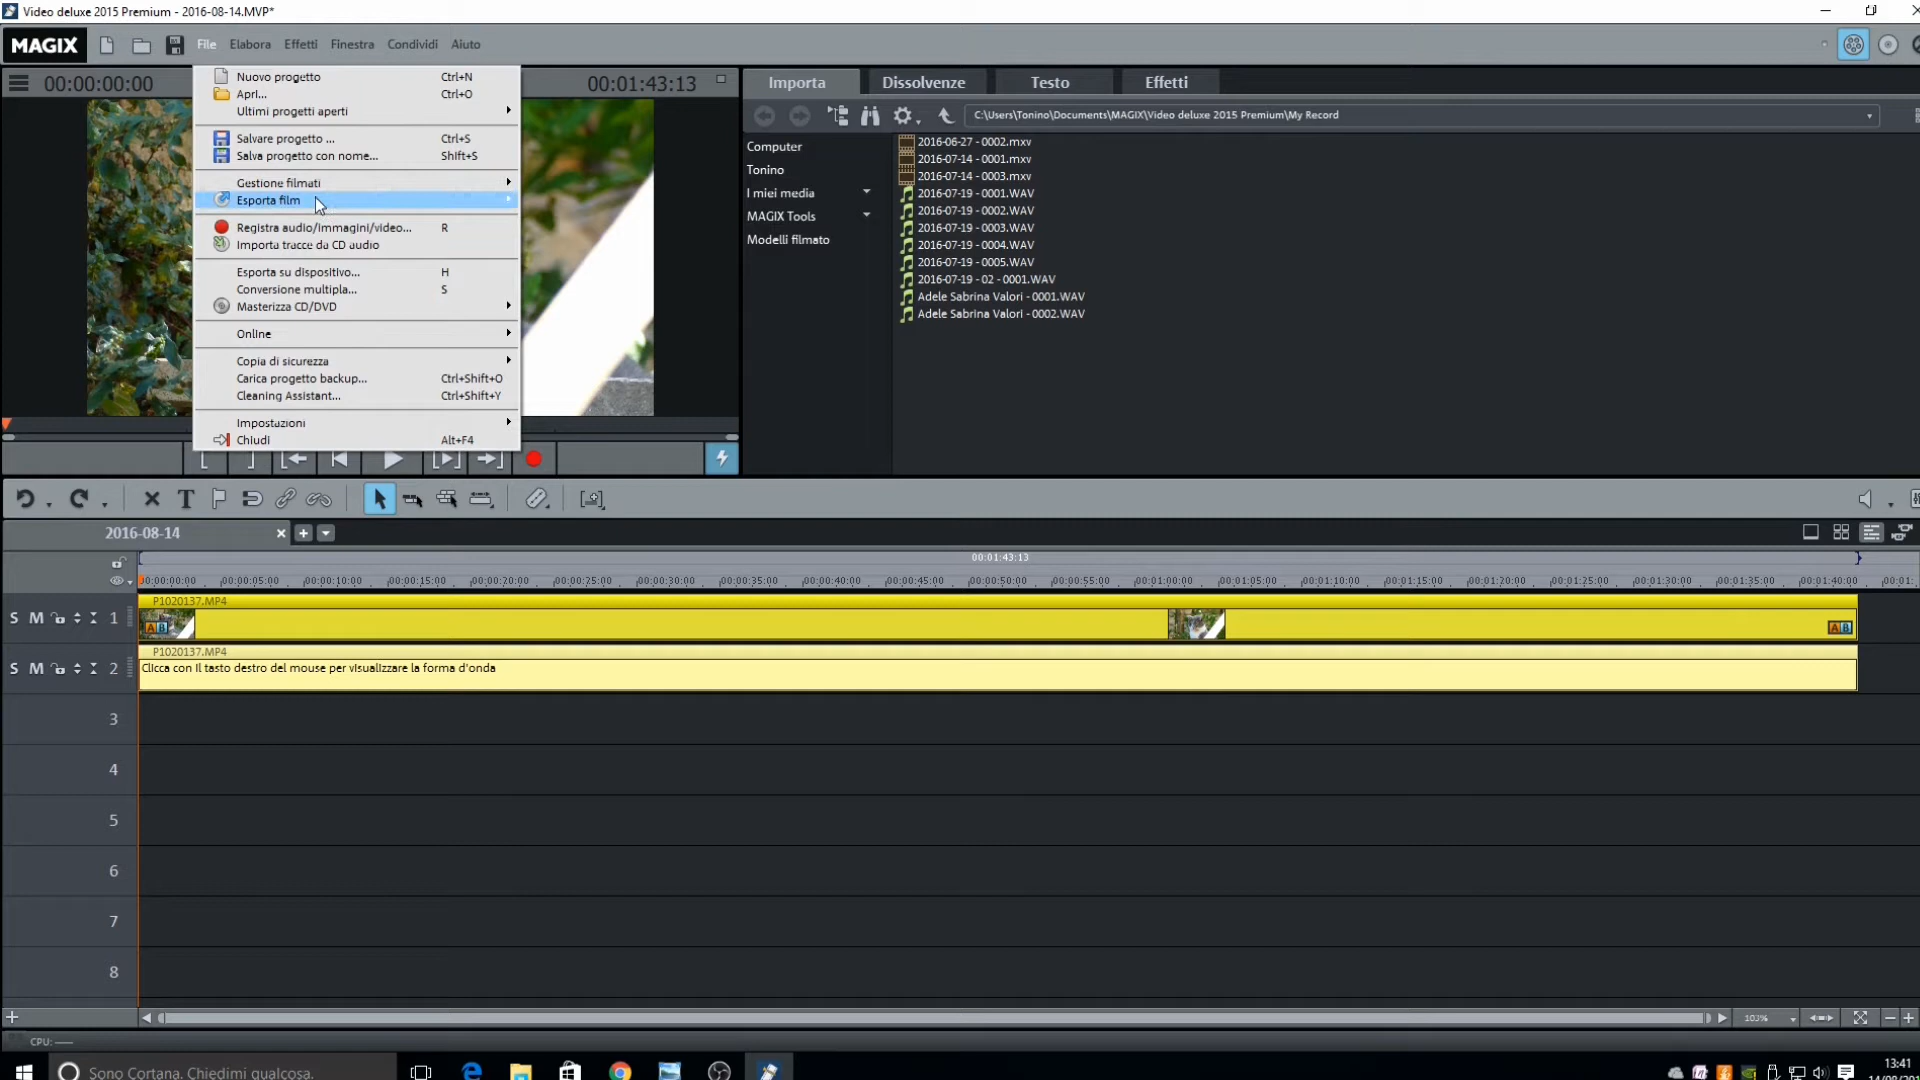 Video deluxe 2015 Premium - 2016-08-14.MVP*
MAGIX File Elabora Effetti Finestra Condividi Aiuto
00:00:00:00
00:01:43:13
Nuovo progetto Ctrl+N
Apri... Ctrl+O
Ultimi progetti aperti
Salvare progetto ... Ctrl+S
Salva progetto con nome... Shift+S
Gestione filmati
Esporta film
Registra audio/immagini/video... R
Importa tracce da CD audio
Esporta su dispositivo... H
Conversione multipla... S
Masterizza CD/DVD
Online
Copia di sicurezza
Carica progetto backup... Ctrl+Shift+O
Cleaning Assistant... Ctrl+Shift+Y
Impostazioni
Chiudi Alt+F4
Importa Dissolvenze Testo Effetti
C:\Users\Tonino\Documents\MAGIX\Video deluxe 2015 Premium\My Record
Computer
Tonino
I miei media
MAGIX Tools
Modelli filmato
2016-06-27 - 0002.mxv
2016-07-14 - 0001.mxv
2016-07-14 - 0003.mxv
2016-07-19 - 0001.WAV
2016-07-19 - 0002.WAV
2016-07-19 - 0003.WAV
2016-07-19 - 0004.WAV
2016-07-19 - 0005.WAV
2016-07-19 - 02 - 0001.WAV
Adele Sabrina Valori - 0001.WAV
Adele Sabrina Valori - 0002.WAV
2016-08-14
00:01:43:13
00:00:00:00 00:00:05:00 00:00:10:00 00:00:15:00 00:00:20:00 00:00:25:00 00:00:30:00 00:00:35:00 00:00:40:00 00:00:45:00 00:00:50:00 00:00:55:00 00:01:00:00 00:01:05:00 00:01:10:00 00:01:15:00 00:01:20:00 00:01:25:00 00:01:30:00 00:01:35:00 00:01:40:00 00:01:
P1020137.MP4
S M 1
AB
AB
P1020137.MP4
S M 2
Clicca con il tasto destro del mouse per visualizzare la forma d'onda
3
4
5
6
7
8
103%
CPU: ----
Sono Cortana. Chiedimi qualcosa.
13:41